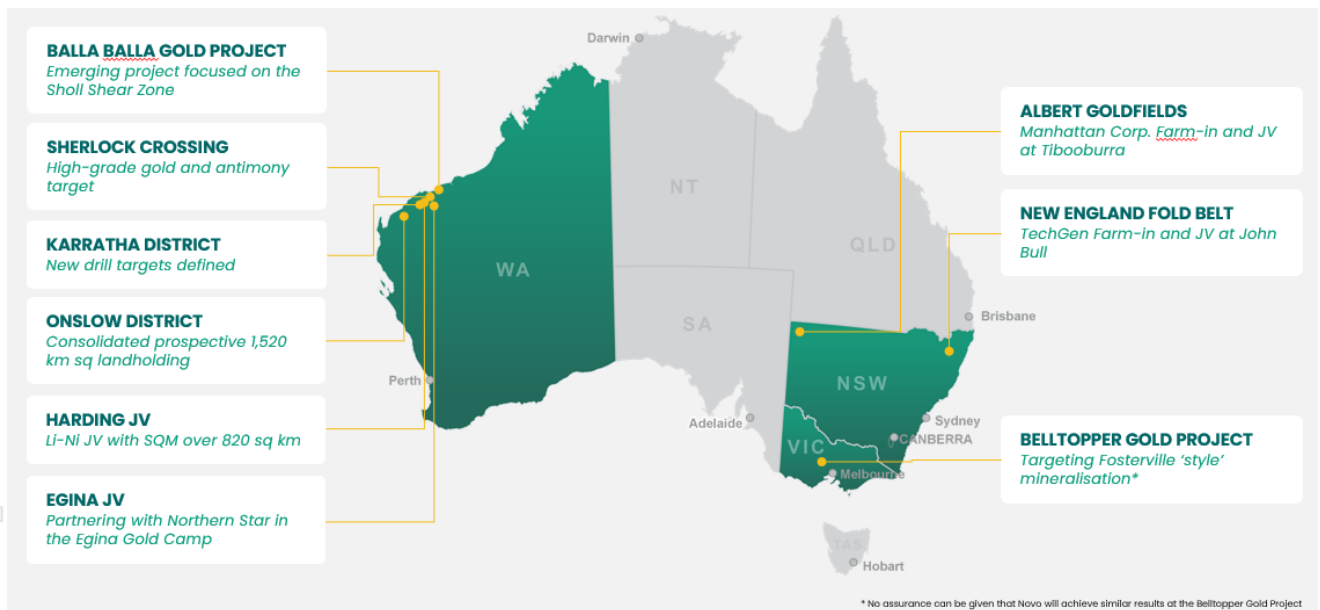 BALLA BALLA GOLD PROJECT
Emerging project focused on the
Sholl Shear Zone
SHERLOCK CROSSING
High-grade gold and antimony
target
KARRATHA DISTRICT
New drill targets defined
ONSLOW DISTRICT
Consolidated prospective 1,520
km sq landholding
HARDING JV
Li-Ni JV with SQM over 820 sq km
EGINA JV
Partnering with Northern Star in
the Egina Gold Camp
Darwin
NT
QLD
WA
SA
Brisbane
Perth
NSW
Adelaide
Sydney
CANBERRA
VIC
Melbourne
TAS
Hobart
ALBERT GOLDFIELDS
Manhattan Corp. Farm-in and JV
at Tibooburra
NEW ENGLAND FOLD BELT
TechGen Farm-in and JV at John
Bull
BELLTOPPER GOLD PROJECT
Targeting Fosterville ‘style’
mineralisation*
* No assurance can be given that Novo will achieve similar results at the Belltopper Gold Project